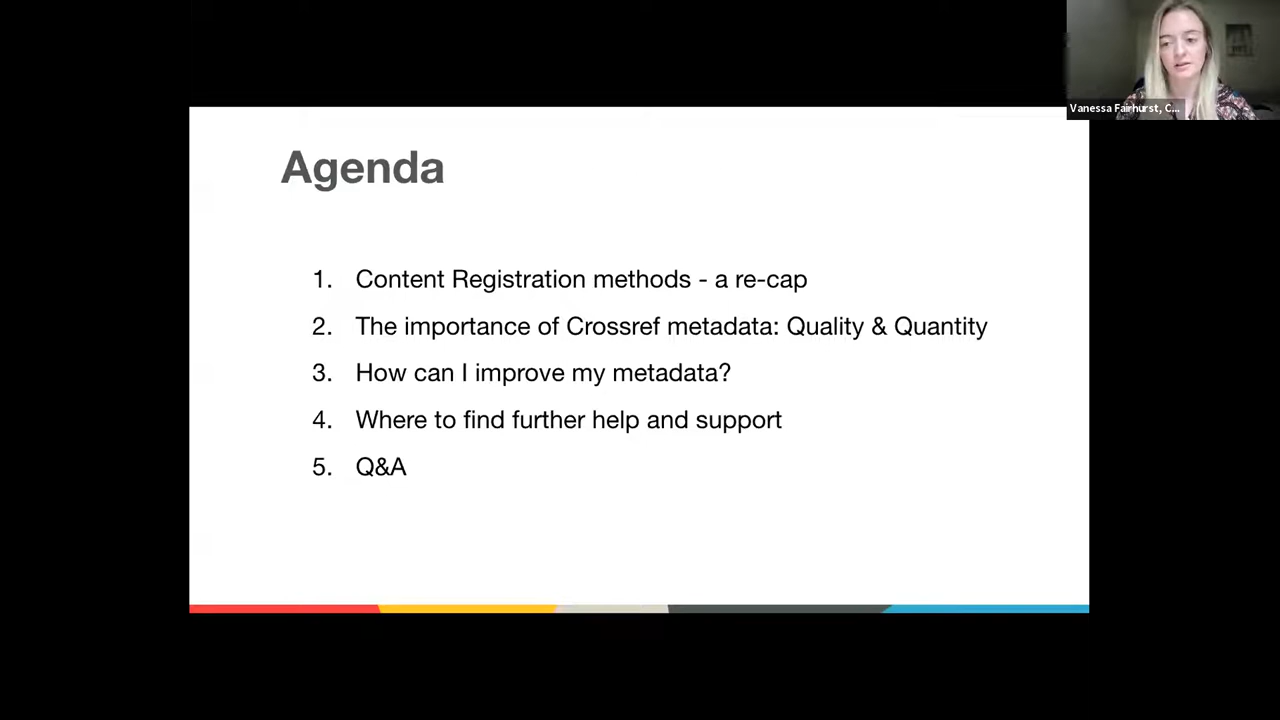 Vanessa Fairhurst, C...
Agenda
1. Content Registration methods - a re-cap
2. The importance of Crossref metadata: Quality & Quantity
3. How can I improve my metadata?
4. Where to find further help and support
5. Q&A